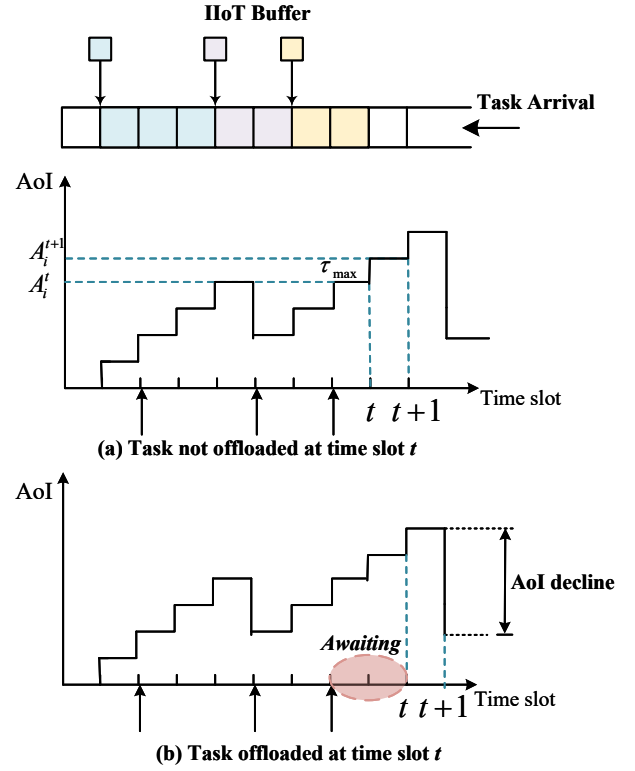 IIoT Buffer
Task Arrival
AoI
A_i^{t+1}
τ_max
A_i^t
t t+1 Time slot
(a) Task not offloaded at time slot t
AoI
AoI decline
Awaiting
t t+1 Time slot
(b) Task offloaded at time slot t